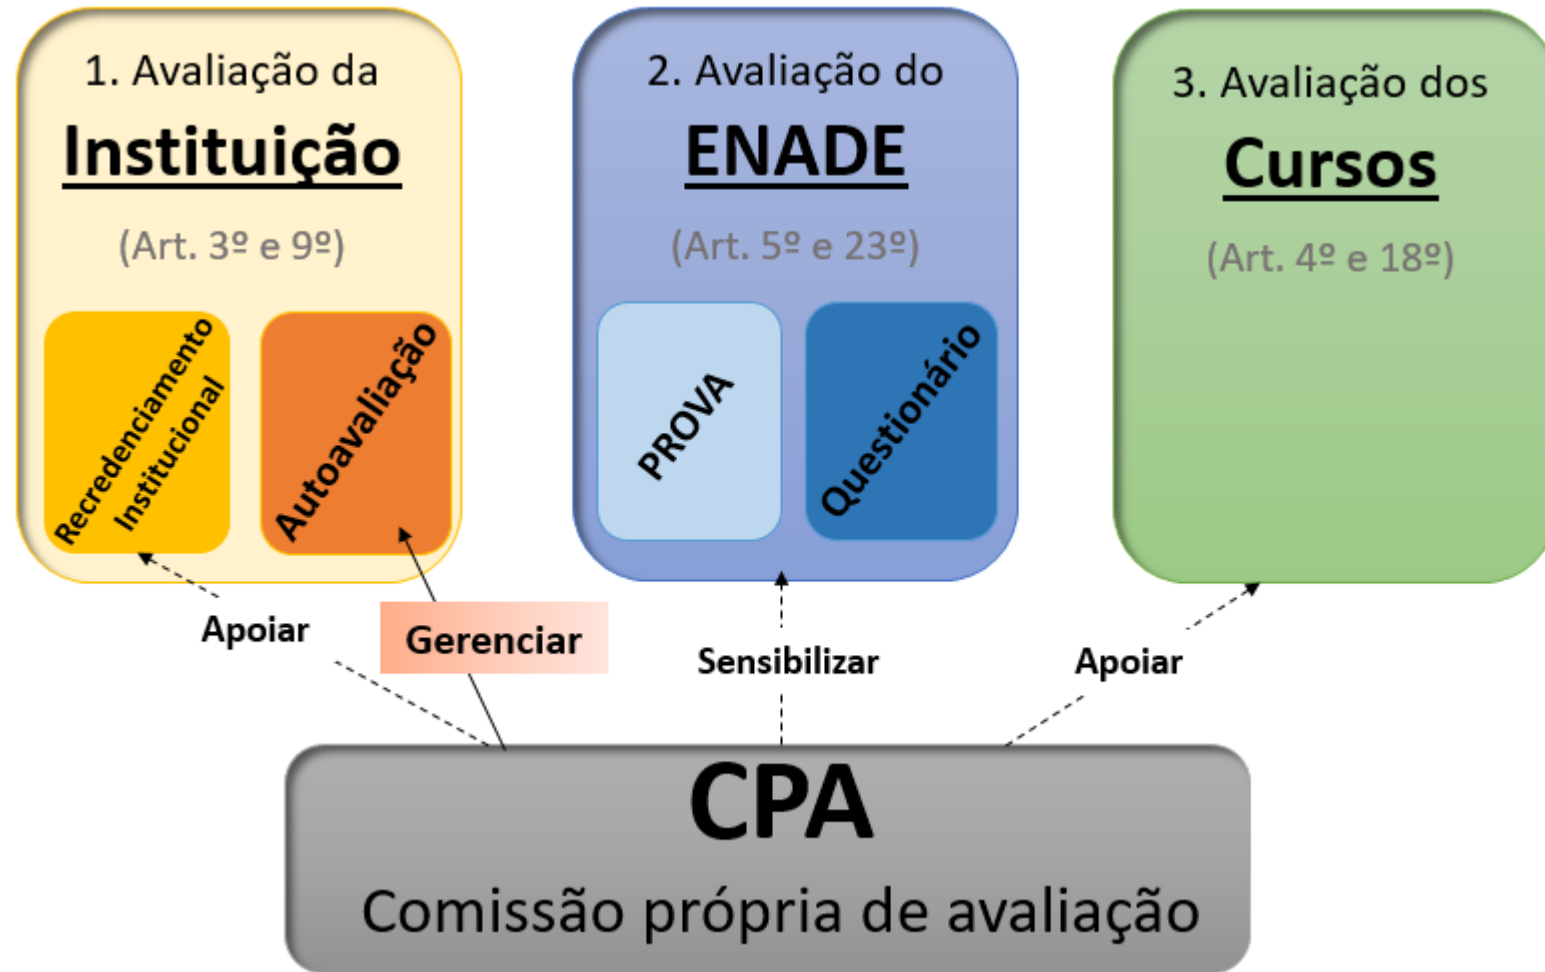 1. Avaliação da
Instituição
(Art. 3º e 9º)
Recredenciamento
Institucional
Autoavaliação
2. Avaliação do
ENADE
(Art. 5º e 23º)
PROVA
Questionário
3. Avaliação dos
Cursos
(Art. 4º e 18º)
Apoiar
Gerenciar
Sensibilizar
Apoiar
CPA
Comissão própria de avaliação